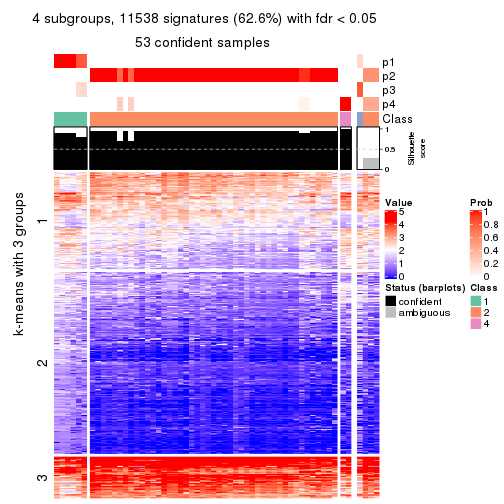 4 subgroups, 11538 signatures (62.6%) with fdr < 0.05
53 confident samples
p1
p2
p3
p4
Class
1
0.5
0
Silhouette
score
k-means with 3 groups
1
2
3
Value
5
4
3
2
1
0
Prob
1
0.8
0.6
0.4
0.2
0
Status (barplots)
confident
ambiguous
Class
1
2
4